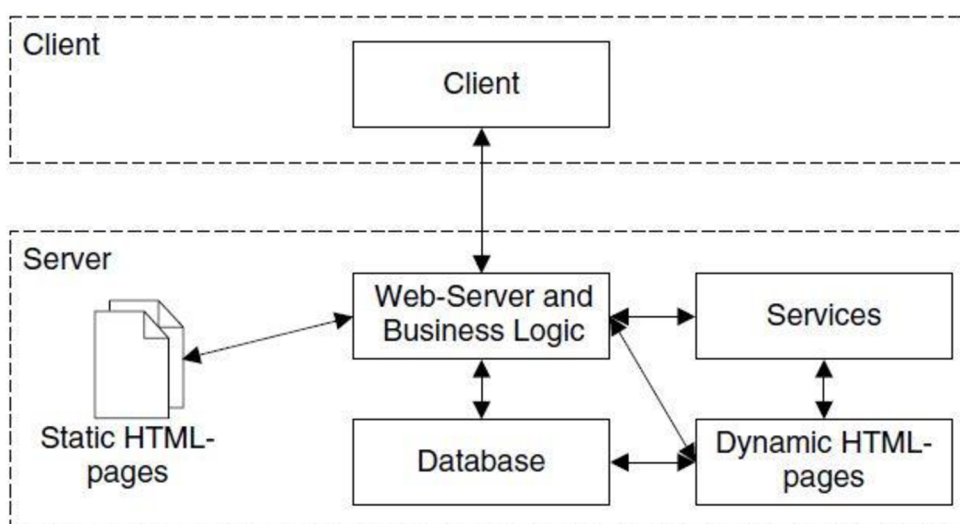 Client
Client
Server
Web-Server and
Business Logic
Services
Static HTML-
pages
Database
Dynamic HTML-
pages